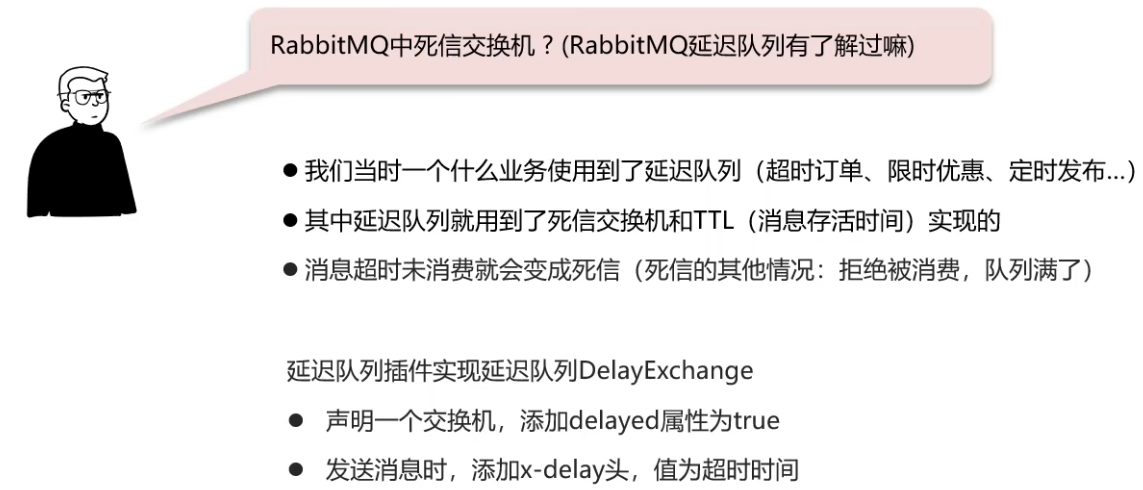 RabbitMQ中死信交换机？(RabbitMQ延迟队列有了解过嘛)
● 我们当时一个什么业务使用到了延迟队列（超时订单、限时优惠、定时发布...）
● 其中延迟队列就用到了死信交换机和TTL（消息存活时间）实现的
● 消息超时未消费就会变成死信（死信的其他情况：拒绝被消费，队列满了）
延迟队列插件实现延迟队列DelayExchange
● 声明一个交换机，添加delayed属性为true
● 发送消息时，添加x-delay头，值为超时时间